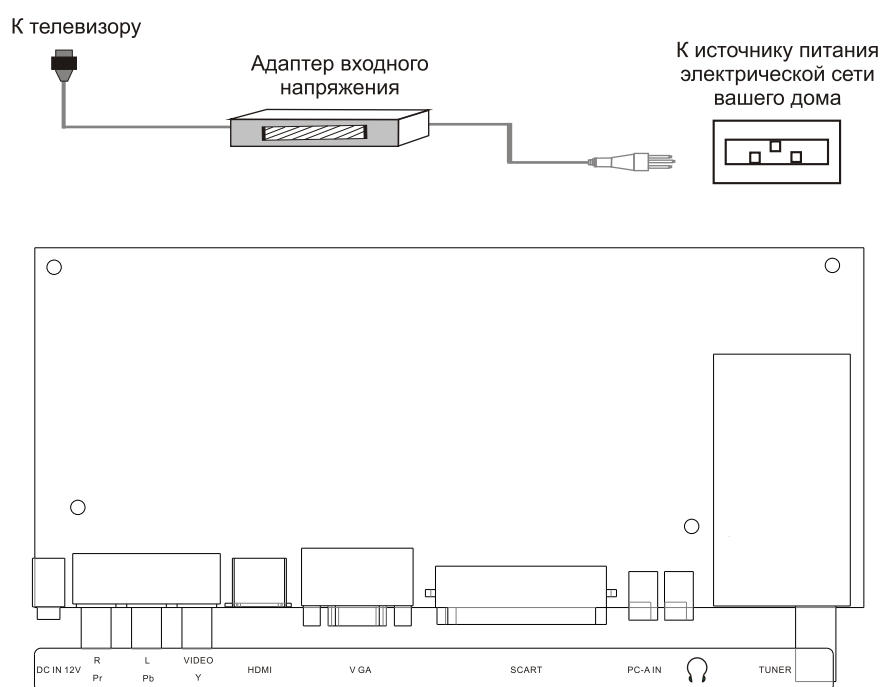 К телевизору
Адаптер входного
напряжения
К источнику питания
электрической сети
вашего дома
DC IN 12V
R
Pr
L
Pb
VIDEO
Y
HDMI
V GA
SCART
PC-A IN
TUNER